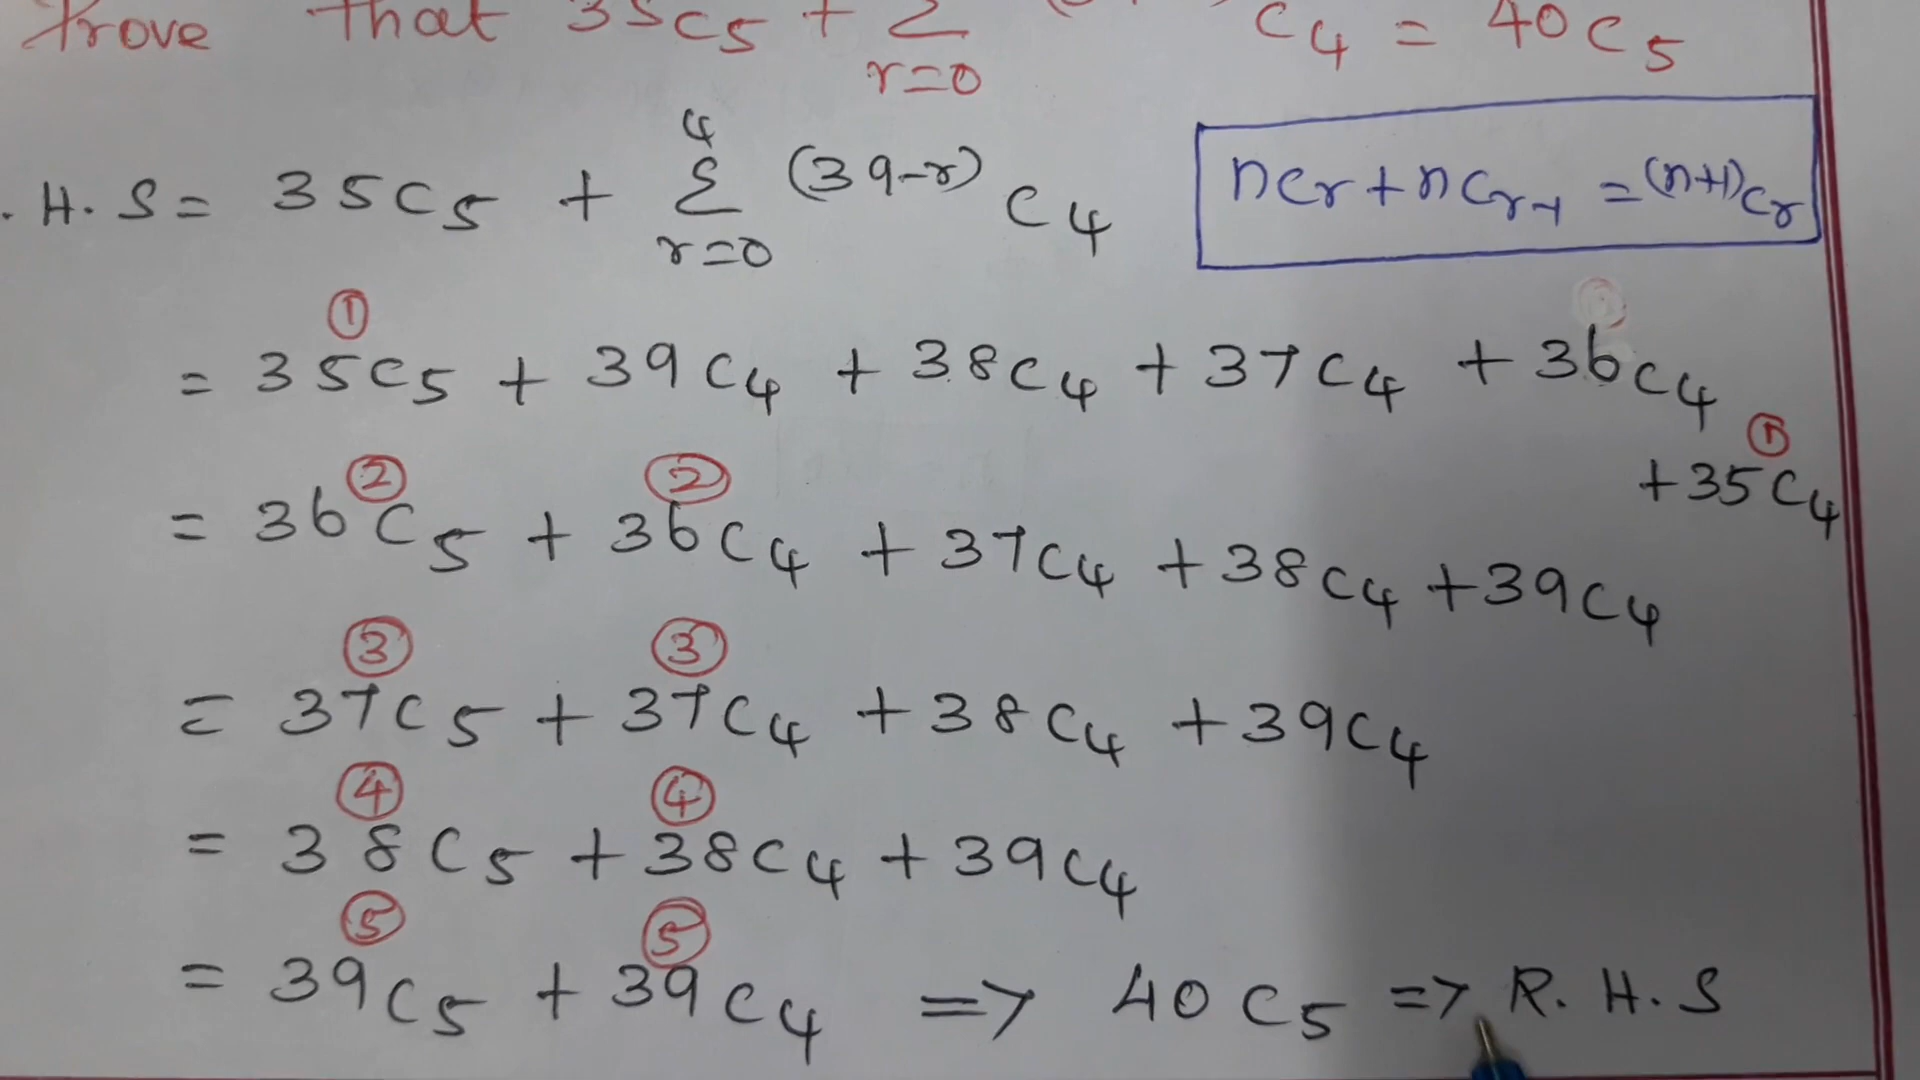 Prove that 35C5 + Σ r=0 C4 = 40C5
.H.S = 35C5 + 4 Σ r=0 (39-r) C4
nCr + nCr-1 = (n+1)Cr
①
= 35C5 + 39C4 + 38C4 + 37C4 + 36C4
①
+35C4
② ②
= 36C5 + 36C4 + 37C4 + 38C4 + 39C4
③ ③
= 37C5 + 37C4 + 38C4 + 39C4
④ ④
= 38C5 + 38C4 + 39C4
⑤ ⑤
= 39C5 + 39C4 => 40C5 => R.H.S